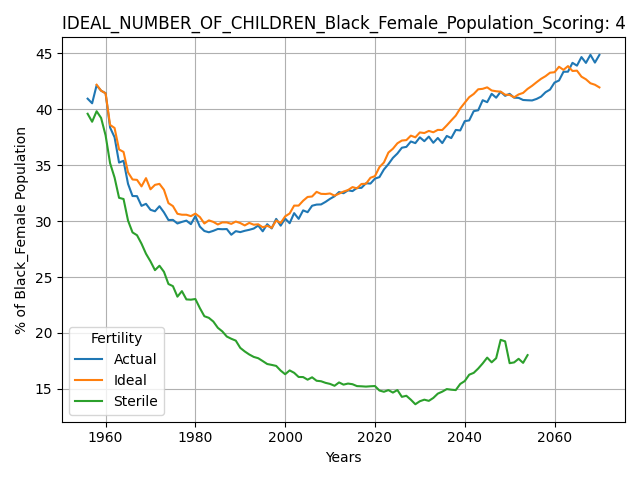 IDEAL_NUMBER_OF_CHILDREN_Black_Female_Population_Scoring: 4
% of Black_Female Population
45
40
35
30
25
20
15
Fertility
Actual
Ideal
Sterile
1960
1980
2000
2020
2040
2060
Years